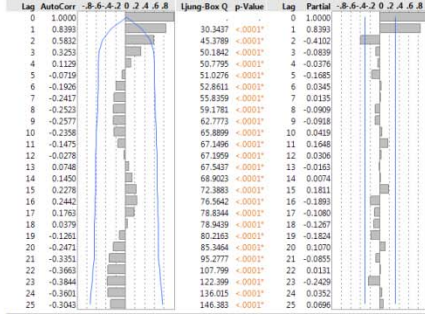 Lag AutoCorr -.8-.6-.4-.2 0 .2 .4 .6 .8 Ljung-Box Q p-Value Lag Partial -.8-.6-.4-.2 0 .2 .4 .6 .8
0 1.0000 . . 0 1.0000
1 0.8393 30.3437 <.0001* 1 0.8393
2 0.5832 45.3789 <.0001* 2 -0.4102
3 0.3253 50.1842 <.0001* 3 -0.0839
4 0.1129 50.7795 <.0001* 4 -0.0376
5 -0.0719 51.0276 <.0001* 5 -0.1685
6 -0.1926 52.8611 <.0001* 6 0.0345
7 -0.2417 55.8359 <.0001* 7 0.0135
8 -0.2523 59.1781 <.0001* 8 -0.0909
9 -0.2577 62.7773 <.0001* 9 -0.0918
10 -0.2358 65.8899 <.0001* 10 0.0419
11 -0.1475 67.1496 <.0001* 11 0.1648
12 -0.0278 67.1959 <.0001* 12 0.0306
13 0.0748 67.5437 <.0001* 13 -0.0163
14 0.1450 68.9023 <.0001* 14 0.0074
15 0.2278 72.3883 <.0001* 15 0.1811
16 0.2442 76.5642 <.0001* 16 -0.1893
17 0.1763 78.8344 <.0001* 17 -0.1080
18 0.0379 78.9439 <.0001* 18 -0.1267
19 -0.1261 80.2163 <.0001* 19 -0.1824
20 -0.2471 85.3464 <.0001* 20 0.1070
21 -0.3351 95.2777 <.0001* 21 -0.0855
22 -0.3663 107.799 <.0001* 22 0.0131
23 -0.3844 122.399 <.0001* 23 -0.2429
24 -0.3601 136.015 <.0001* 24 0.0352
25 -0.3043 146.383 <.0001* 25 0.0696